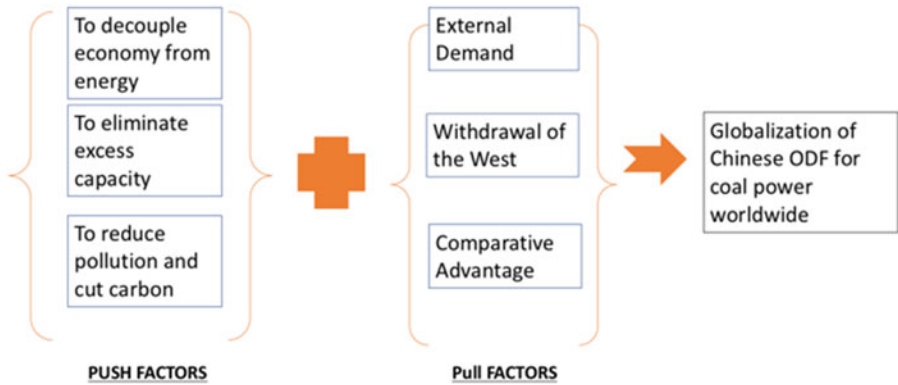 To decouple
economy from
energy
To eliminate
excess
capacity
To reduce
pollution and
cut carbon
PUSH FACTORS
External
Demand
Withdrawal of
the West
Comparative
Advantage
Pull FACTORS
Globalization of
Chinese ODF for
coal power
worldwide